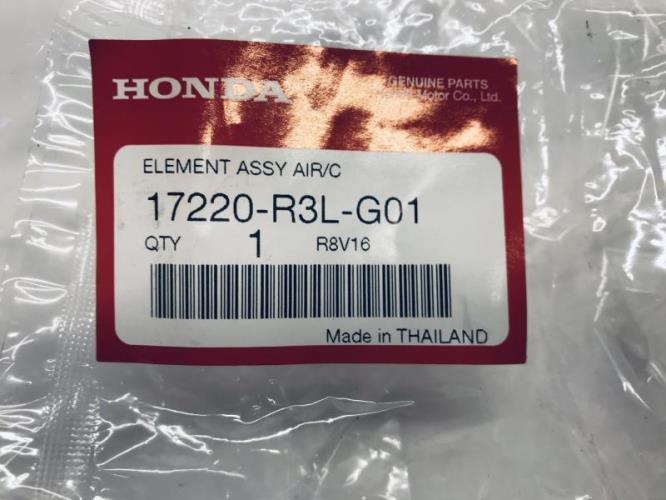 HONDA
GENUINE PARTS
Motor Co., Ltd.
ELEMENT ASSY AIR/C
17220-R3L-G01
QTY 1 R8V16
Made in THAILAND